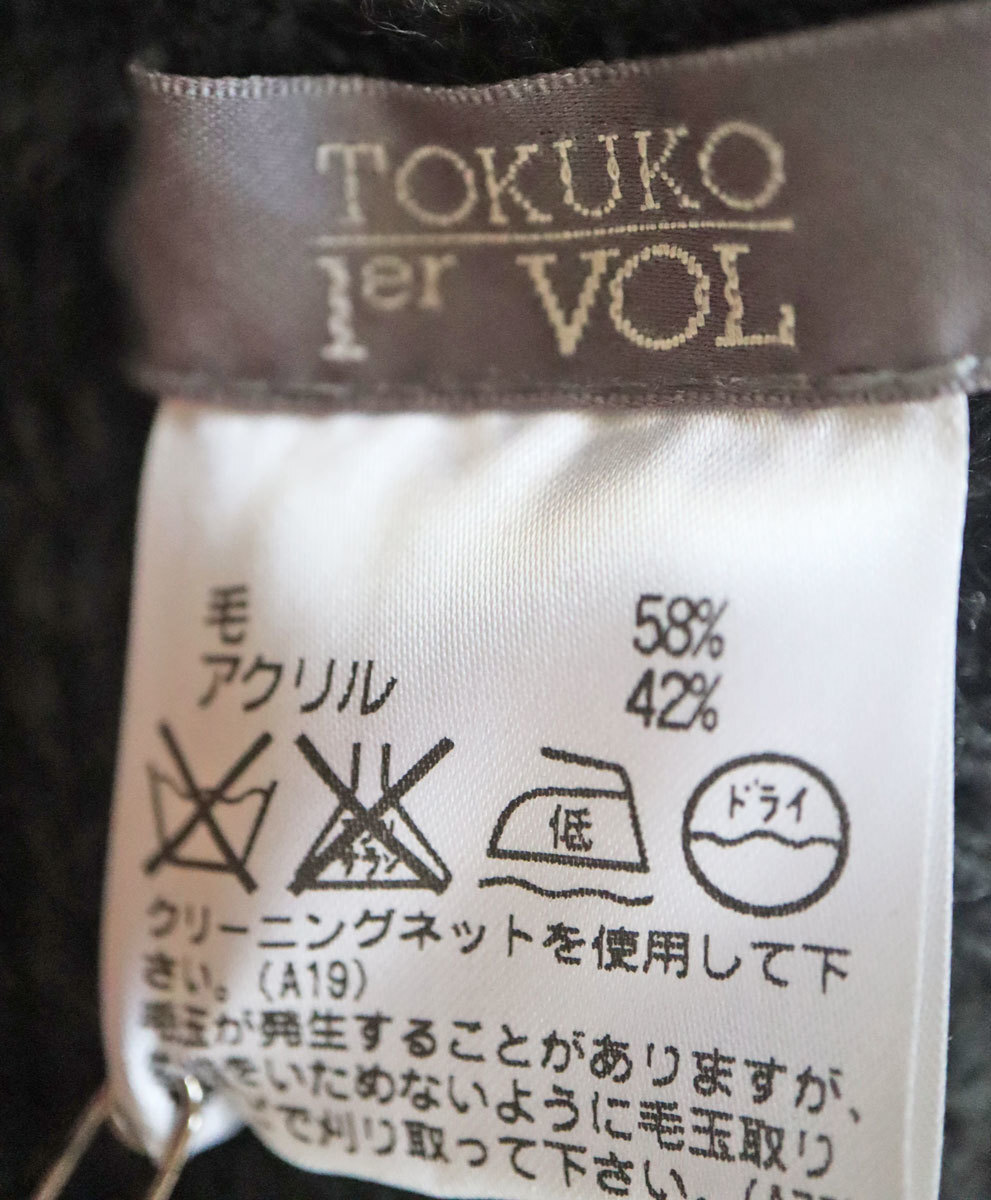 TOKUKO
1er VOL
毛 58%
アクリル 42%
低
ドライ
クリーニングネットを使用して下
さい。(A19)
毛玉が発生することがありますが、
をいためないように毛玉取り
で刈り取って下さい。